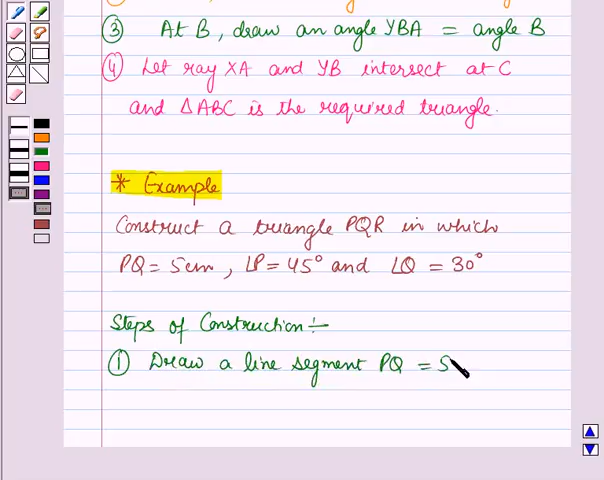 ③ At B, draw an angle YBA = angle B
④ Let ray XA and YB intersect at C
and △ABC is the required triangle.
* Example
Construct a triangle PQR in which
PQ = 5cm, ∠P = 45° and ∠Q = 30°
Steps of Construction :-
① Draw a line segment PQ = 5